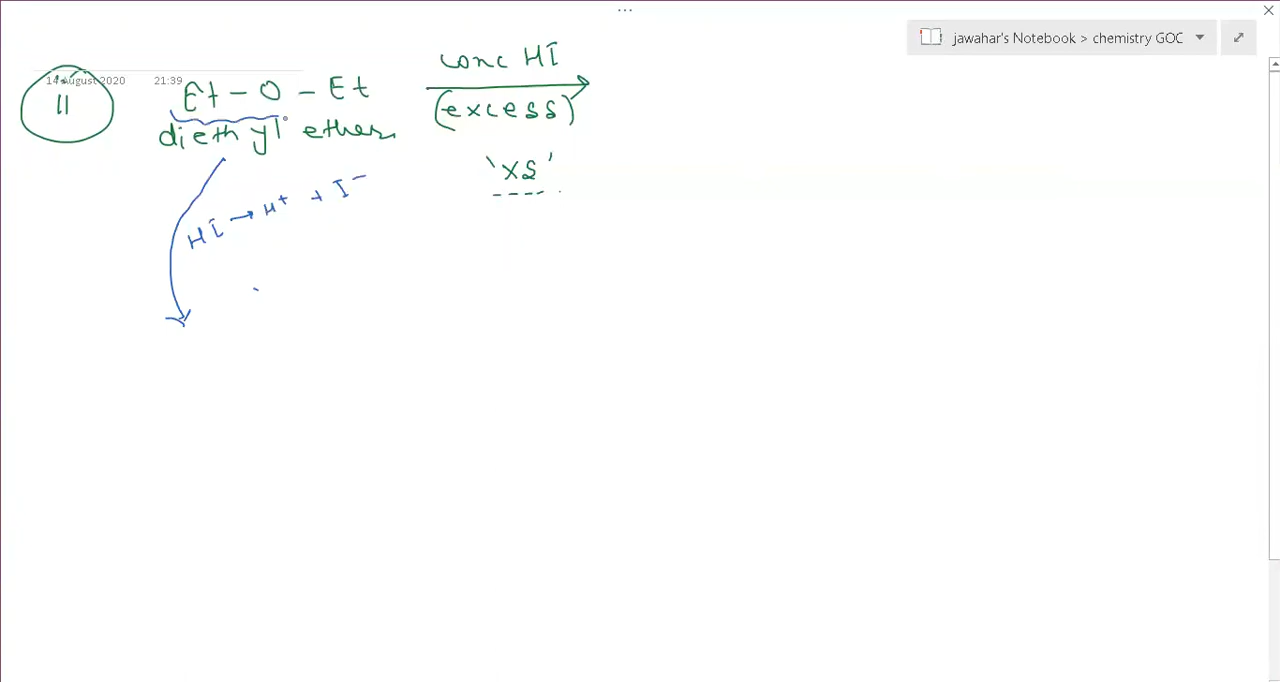 ...
jawahar's Notebook > chemistry GOC
14 August 2020 21:39
11
Et - O - Et
conc HI
(excess)
diethyl ether
'XS'
HI → H⁺ + I⁻